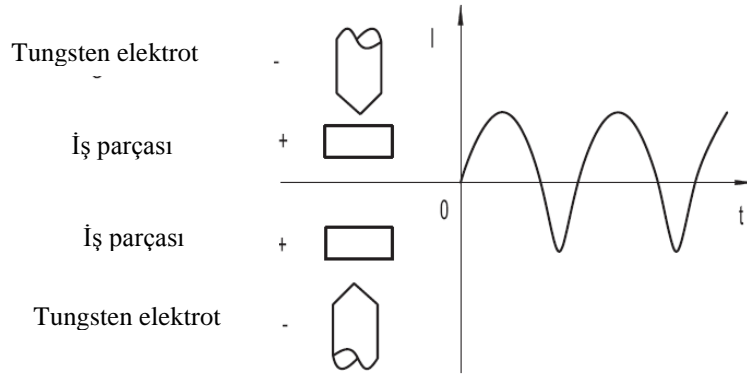 Tungsten elektrot
-
İş parçası
+
İş parçası
+
Tungsten elektrot
-
I
0
t